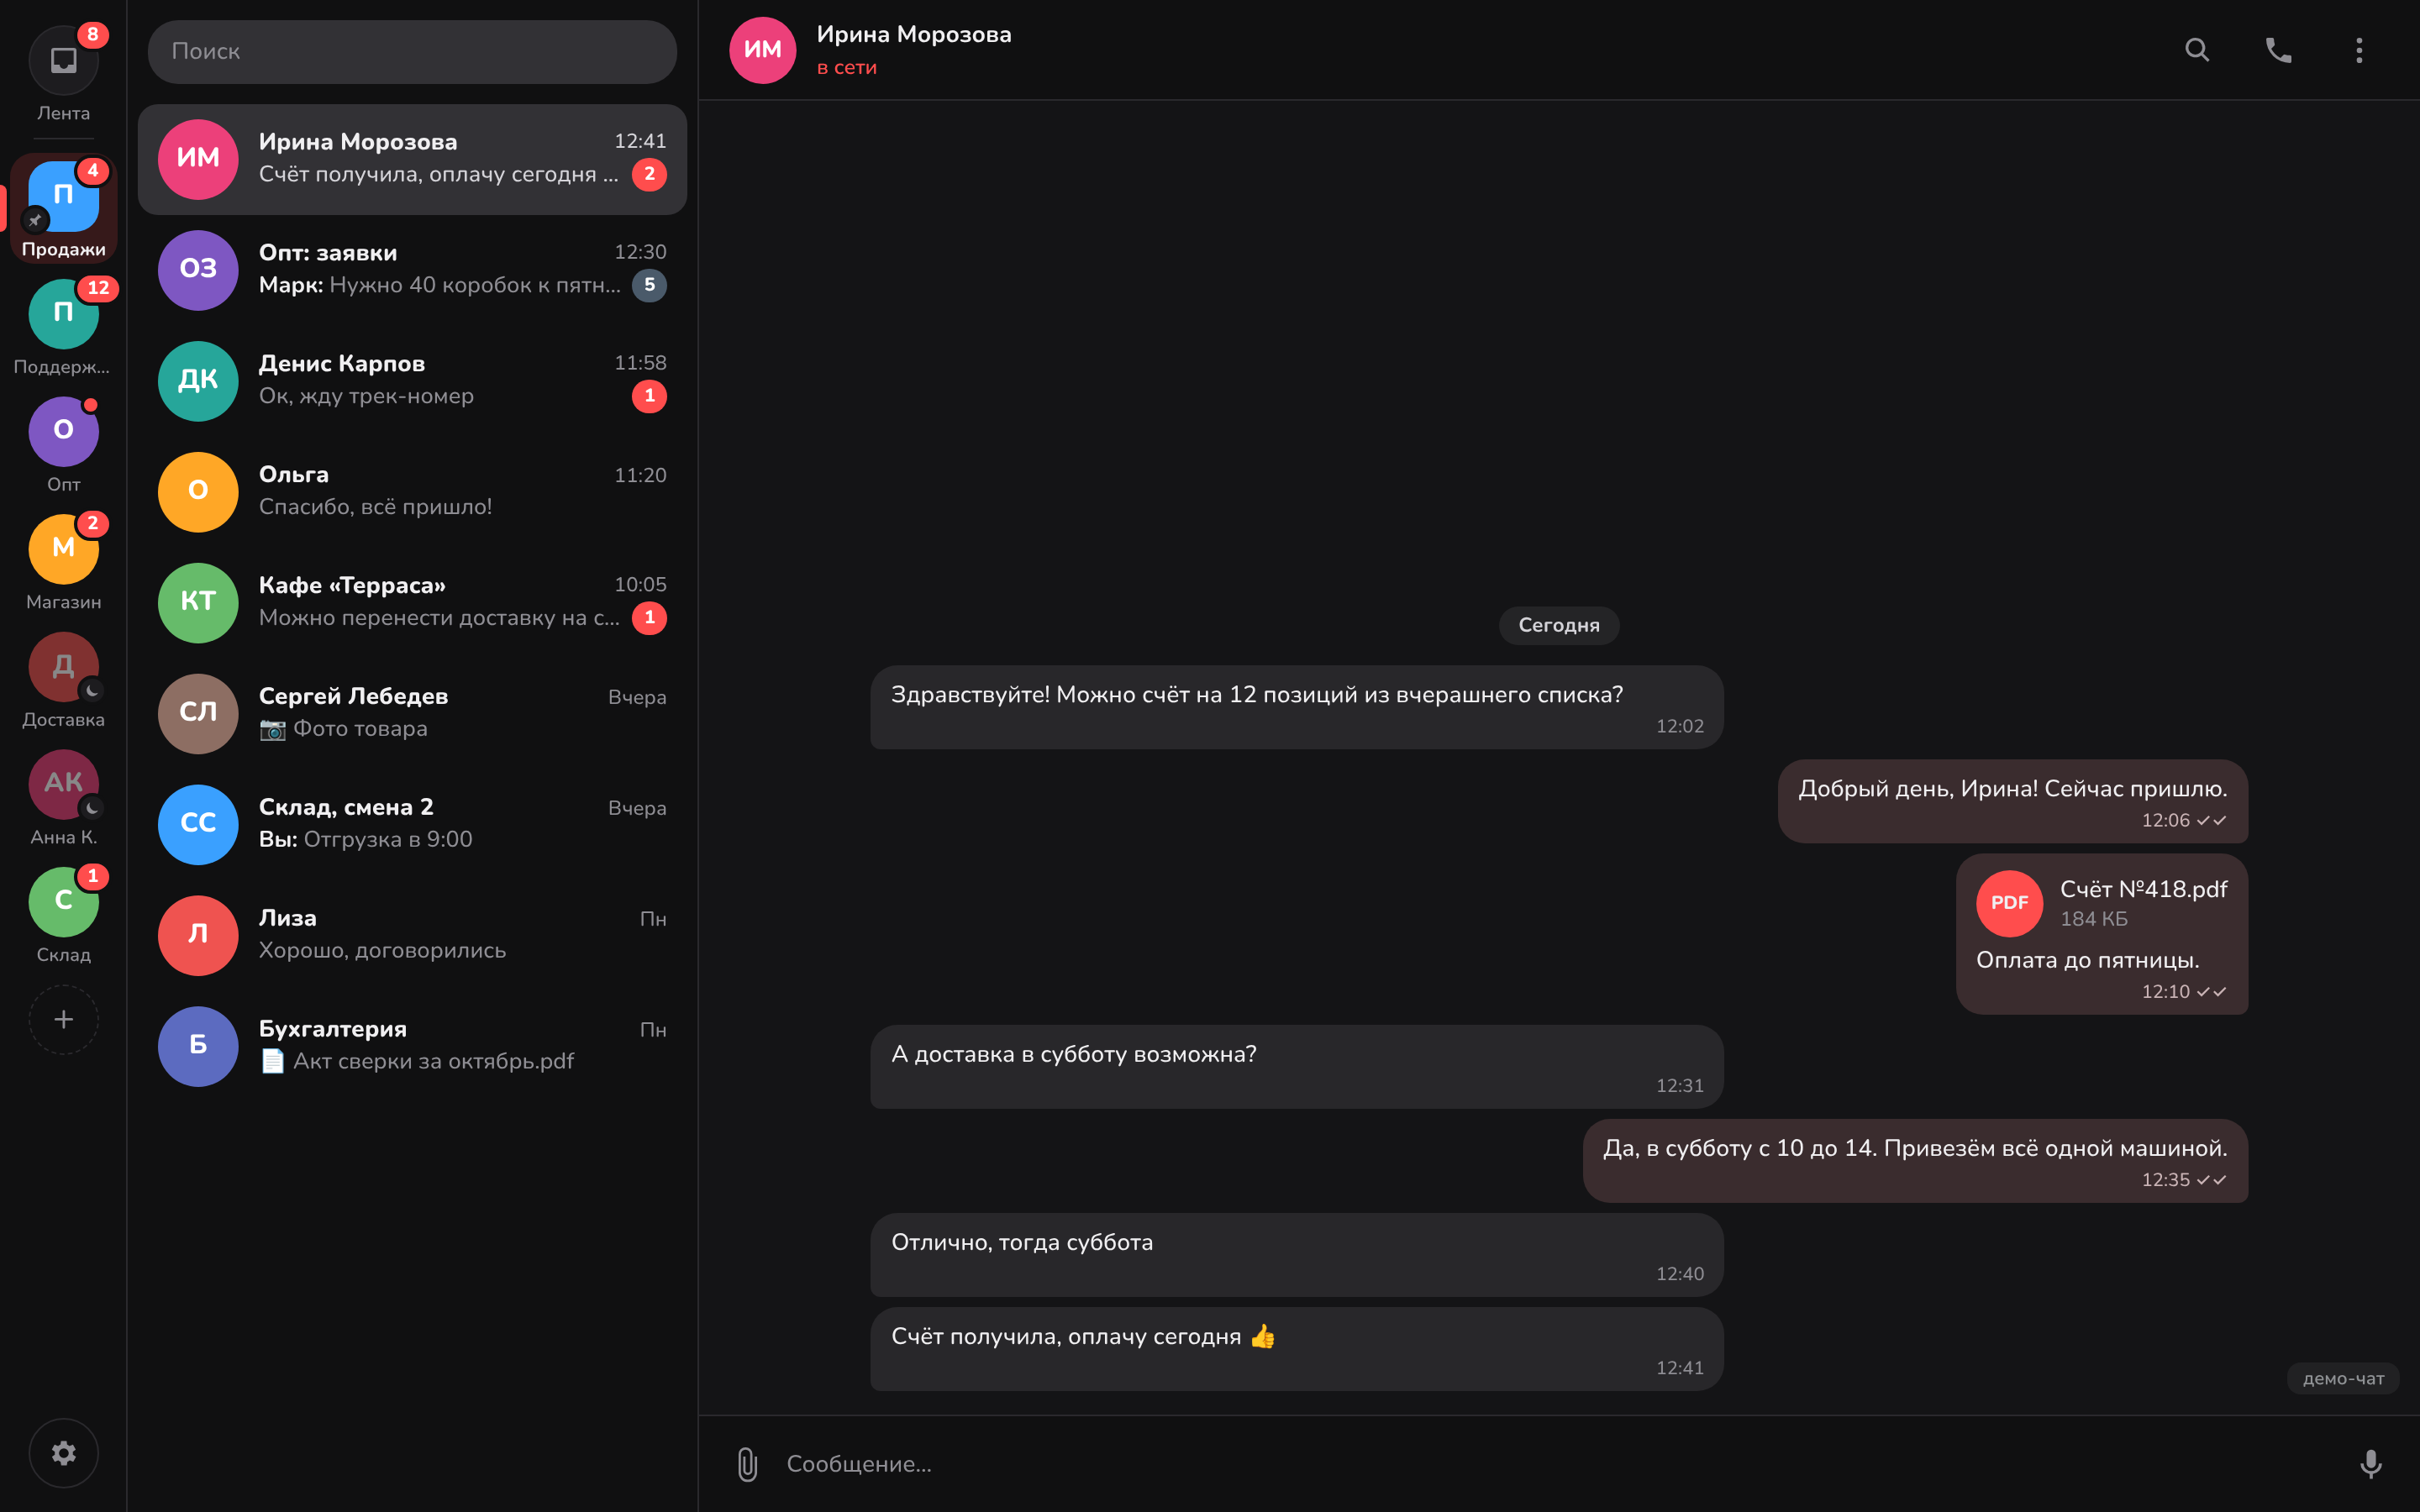 8
Лента
4
П
Продажи
12
П
Поддерж...
О
Опт
2
М
Магазин
Д
Доставка
АК
Анна К.
1
С
Склад
Поиск
ИМ
Ирина Морозова 12:41
Счёт получила, оплачу сегодня ... 2
ОЗ
Опт: заявки 12:30
Марк: Нужно 40 коробок к пятн... 5
ДК
Денис Карпов 11:58
Ок, жду трек-номер 1
О
Ольга 11:20
Спасибо, всё пришло!
КТ
Кафе «Терраса» 10:05
Можно перенести доставку на с... 1
СЛ
Сергей Лебедев Вчера
📷 Фото товара
СС
Склад, смена 2 Вчера
Вы: Отгрузка в 9:00
Л
Лиза Пн
Хорошо, договорились
Б
Бухгалтерия Пн
📄 Акт сверки за октябрь.pdf
ИМ
Ирина Морозова
в сети
Сегодня
Здравствуйте! Можно счёт на 12 позиций из вчерашнего списка?
12:02
Добрый день, Ирина! Сейчас пришлю.
12:06
PDF
Счёт №418.pdf
184 КБ
Оплата до пятницы.
12:10
А доставка в субботу возможна?
12:31
Да, в субботу с 10 до 14. Привезём всё одной машиной.
12:35
Отлично, тогда суббота
12:40
Счёт получила, оплачу сегодня 👍
12:41
демо-чат
Сообщение...